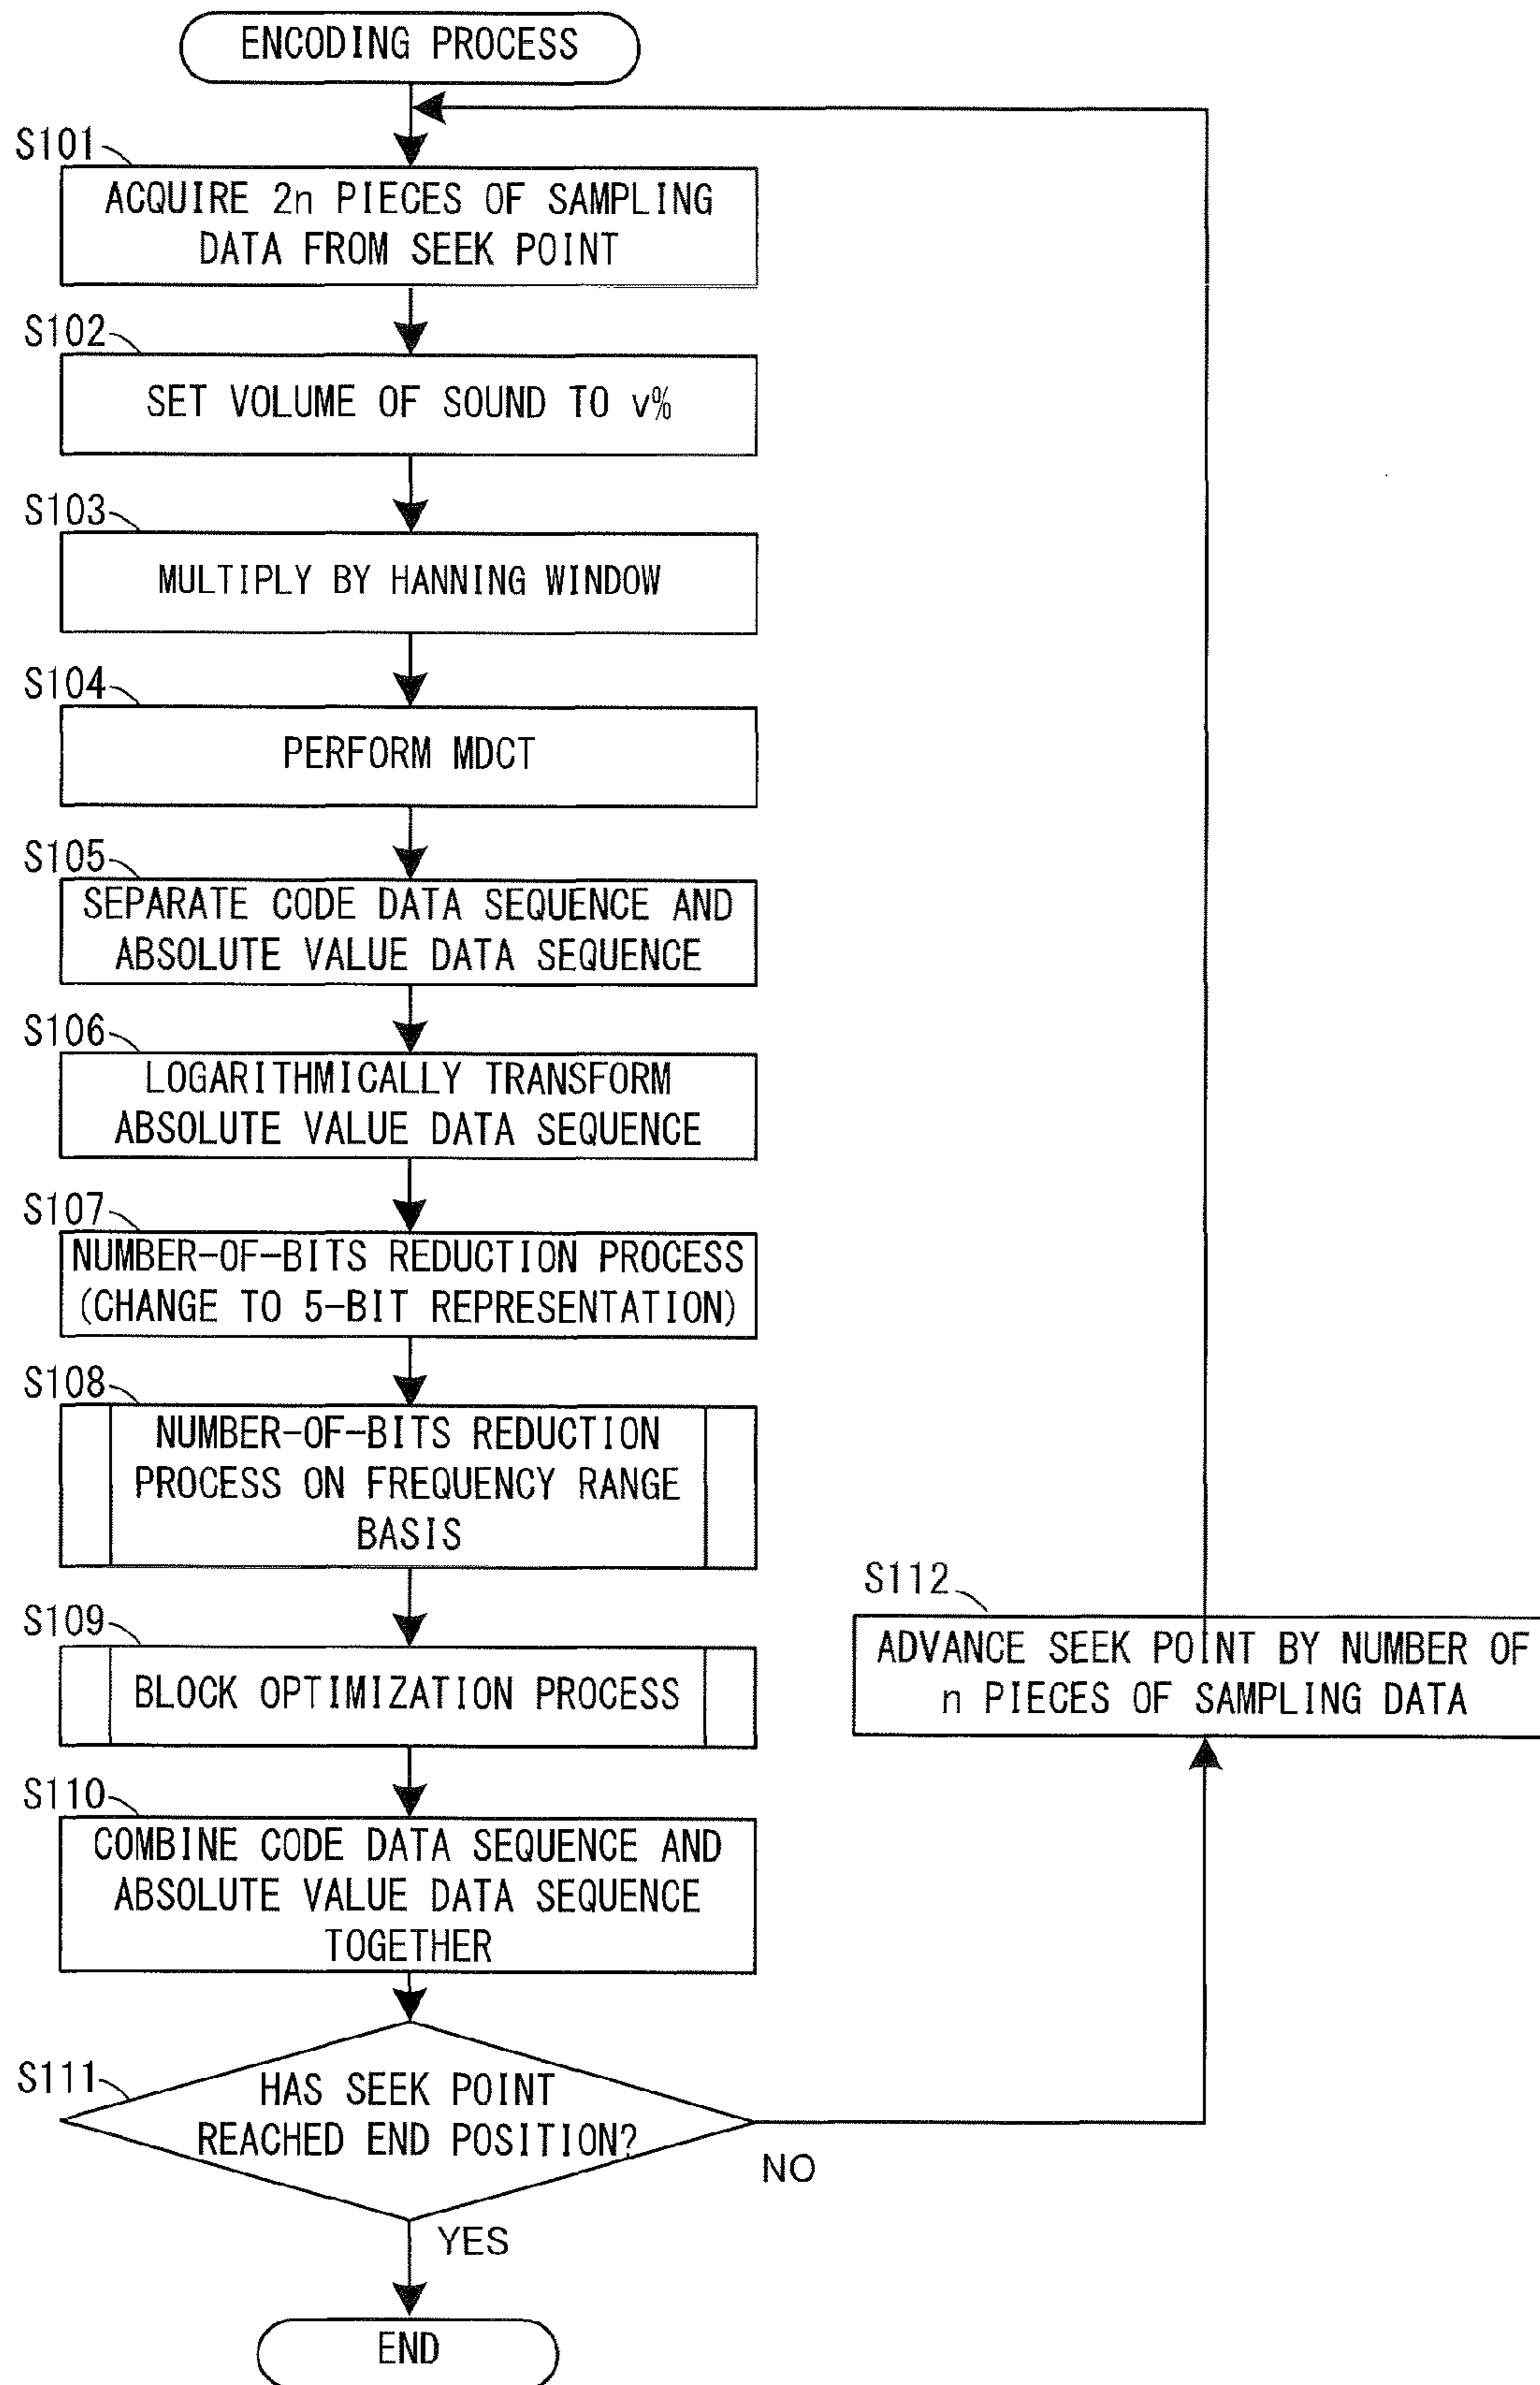 ENCODING PROCESS
S101
ACQUIRE 2n PIECES OF SAMPLING
DATA FROM SEEK POINT
S102
SET VOLUME OF SOUND TO v%
S103
MULTIPLY BY HANNING WINDOW
S104
PERFORM MDCT
S105
SEPARATE CODE DATA SEQUENCE AND
ABSOLUTE VALUE DATA SEQUENCE
S106
LOGARITHMICALLY TRANSFORM
ABSOLUTE VALUE DATA SEQUENCE
S107
NUMBER-OF-BITS REDUCTION PROCESS
(CHANGE TO 5-BIT REPRESENTATION)
S108
NUMBER-OF-BITS REDUCTION
PROCESS ON FREQUENCY RANGE
BASIS
S109
BLOCK OPTIMIZATION PROCESS
S110
COMBINE CODE DATA SEQUENCE AND
ABSOLUTE VALUE DATA SEQUENCE
TOGETHER
S111
HAS SEEK POINT
REACHED END POSITION?
NO
YES
S112
ADVANCE SEEK POINT BY NUMBER OF
n PIECES OF SAMPLING DATA
END